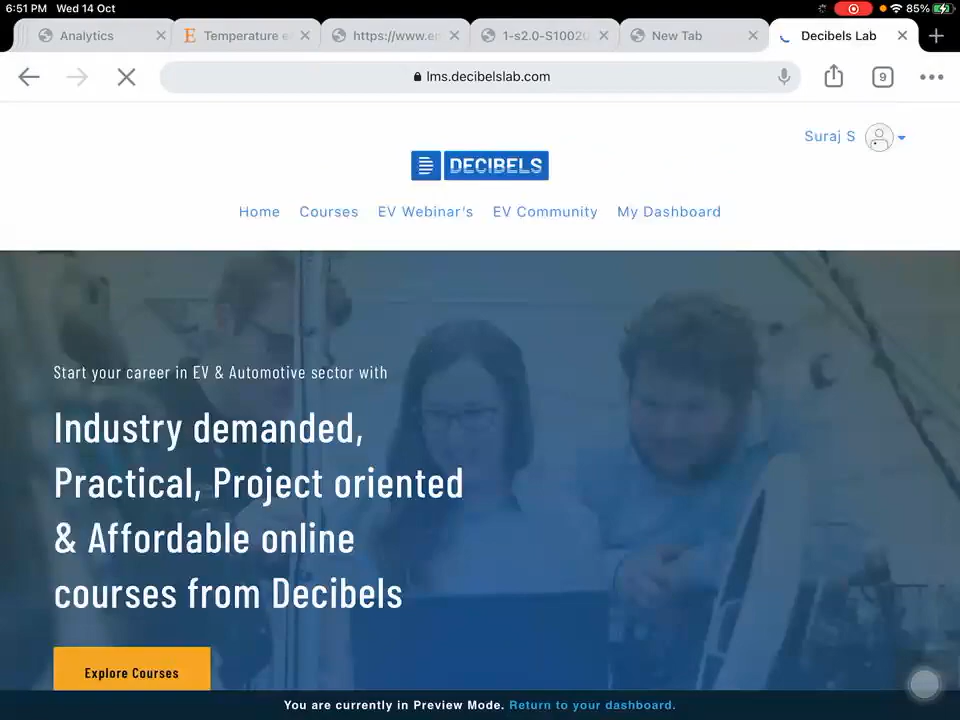 6:51 PM Wed 14 Oct
85%
Analytics
Temperature e
https://www.e
1-s2.0-S1002
New Tab
Decibels Lab
lms.decibelslab.com
9
Suraj S
DECIBELS
Home Courses EV Webinar's EV Community My Dashboard
Start your career in EV & Automotive sector with
Industry demanded,
Practical, Project oriented
& Affordable online
courses from Decibels
Explore Courses
You are currently in Preview Mode. Return to your dashboard.